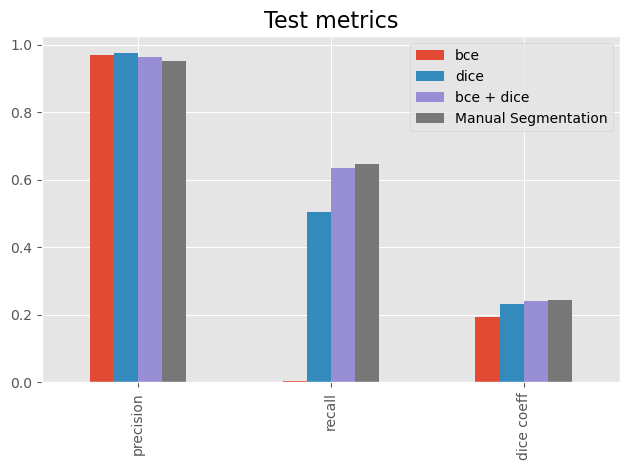 Test metrics
1.0
0.8
0.6
0.4
0.2
0.0
bce
dice
bce + dice
Manual Segmentation
precision
recall
dice coeff